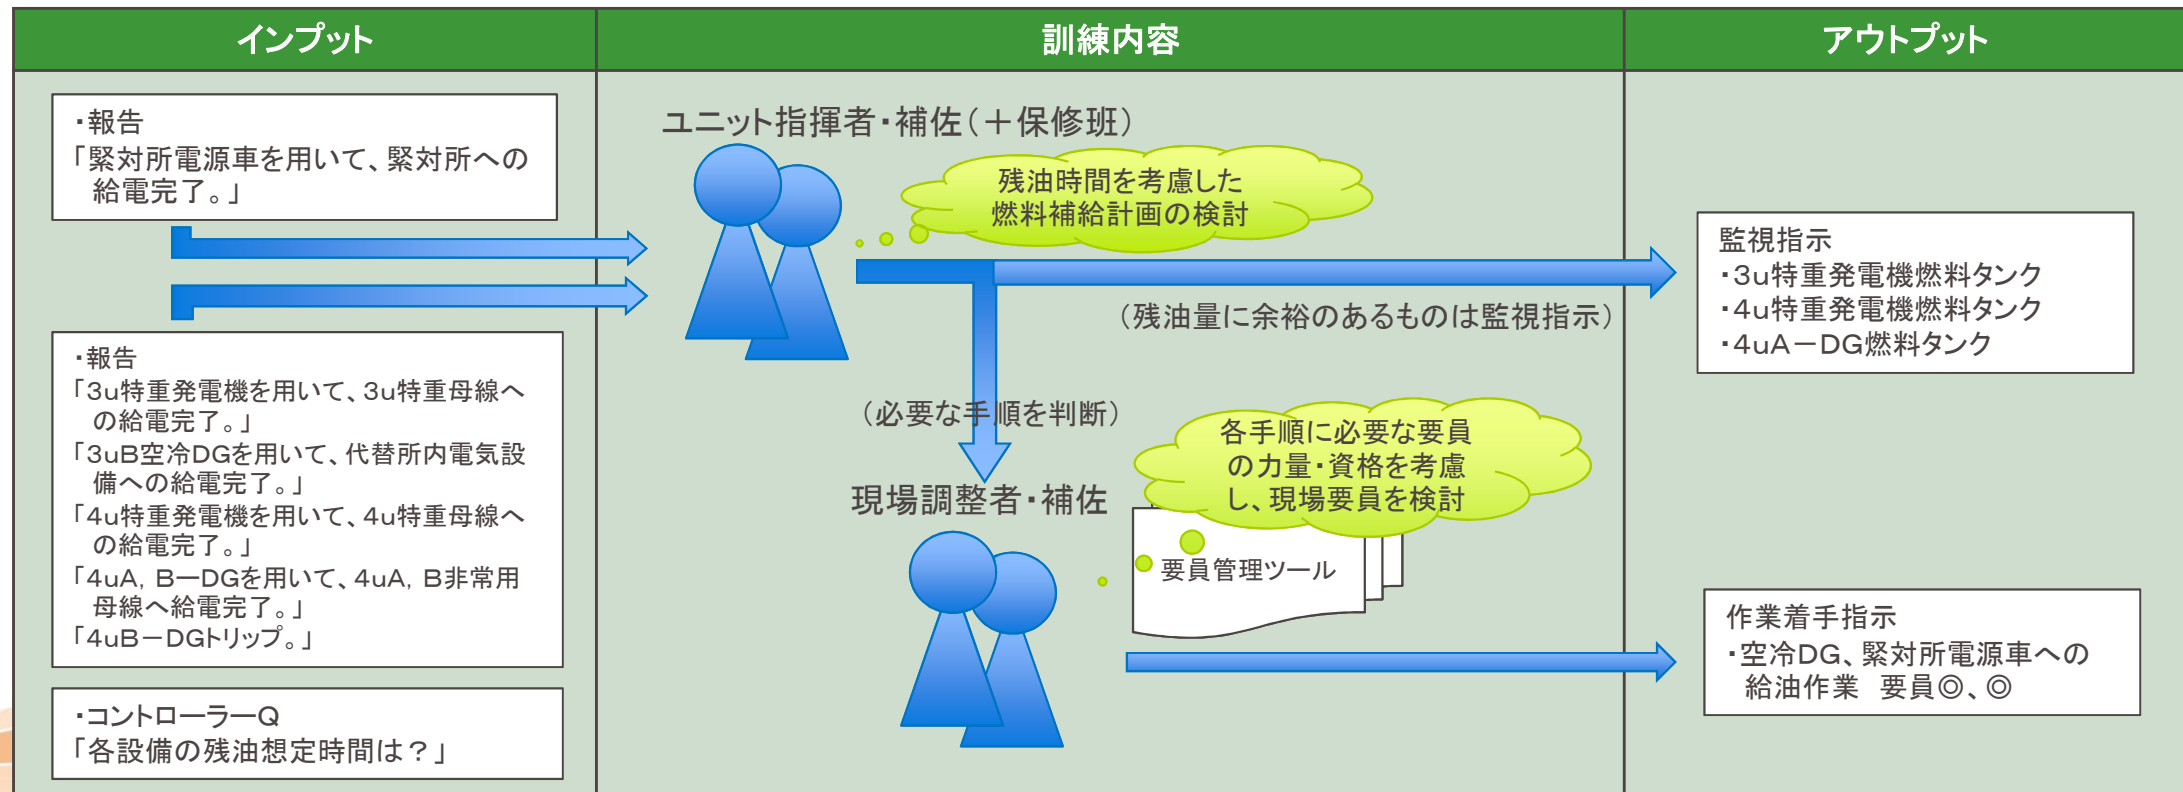 インプット
訓練内容
アウトプット
・報告
「緊対所電源車を用いて、緊対所への
給電完了。」
・報告
「3u特重発電機を用いて、3u特重母線へ
の給電完了。」
「3uB空冷DGを用いて、代替所内電気設
備への給電完了。」
「4u特重発電機を用いて、4u特重母線へ
の給電完了。」
「4uA，B－DGを用いて、4uA，B非常用
母線へ給電完了。」
「4uB－DGトリップ。」
・コントローラーQ
「各設備の残油想定時間は？」
ユニット指揮者・補佐（＋保修班）
残油時間を考慮した
燃料補給計画の検討
（残油量に余裕のあるものは監視指示）
（必要な手順を判断）
各手順に必要な要員
の力量・資格を考慮
し、現場要員を検討
現場調整者・補佐
要員管理ツール
監視指示
・3u特重発電機燃料タンク
・4u特重発電機燃料タンク
・4uA－DG燃料タンク
作業着手指示
・空冷DG、緊対所電源車への
給油作業　要員◎、◎